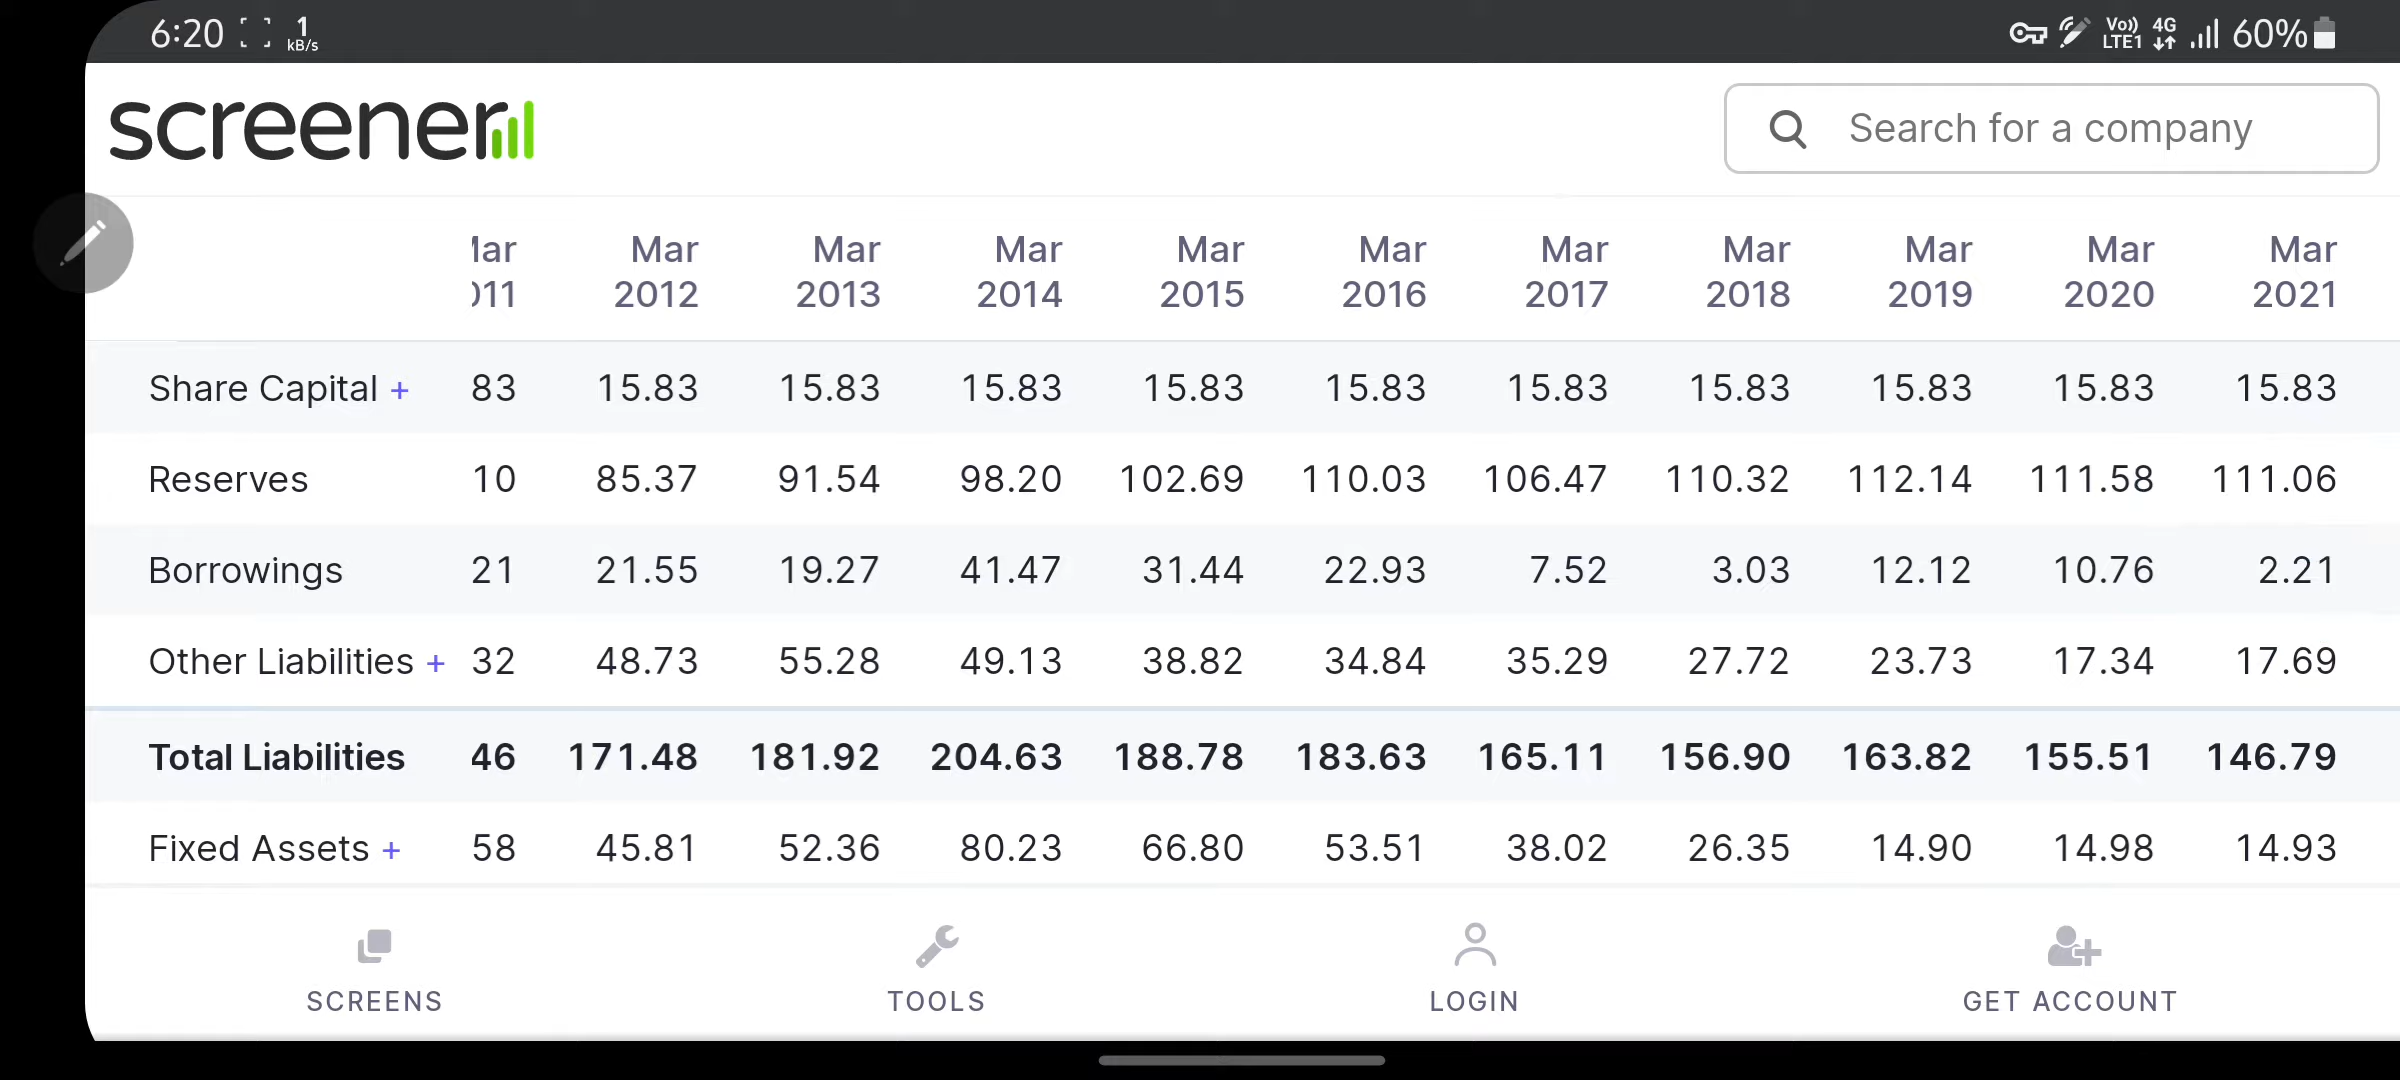 6:20 1 kB/s Vo)) LTE1 4G 60%
screener
Search for a company
Mar Mar Mar Mar Mar Mar Mar Mar Mar Mar
2012 2013 2014 2015 2016 2017 2018 2019 2020 2021
Share Capital + 83 15.83 15.83 15.83 15.83 15.83 15.83 15.83 15.83 15.83 15.83
Reserves 10 85.37 91.54 98.20 102.69 110.03 106.47 110.32 112.14 111.58 111.06
Borrowings 21 21.55 19.27 41.47 31.44 22.93 7.52 3.03 12.12 10.76 2.21
Other Liabilities + 32 48.73 55.28 49.13 38.82 34.84 35.29 27.72 23.73 17.34 17.69
Total Liabilities 46 171.48 181.92 204.63 188.78 183.63 165.11 156.90 163.82 155.51 146.79
Fixed Assets + 58 45.81 52.36 80.23 66.80 53.51 38.02 26.35 14.90 14.98 14.93
SCREENS TOOLS LOGIN GET ACCOUNT